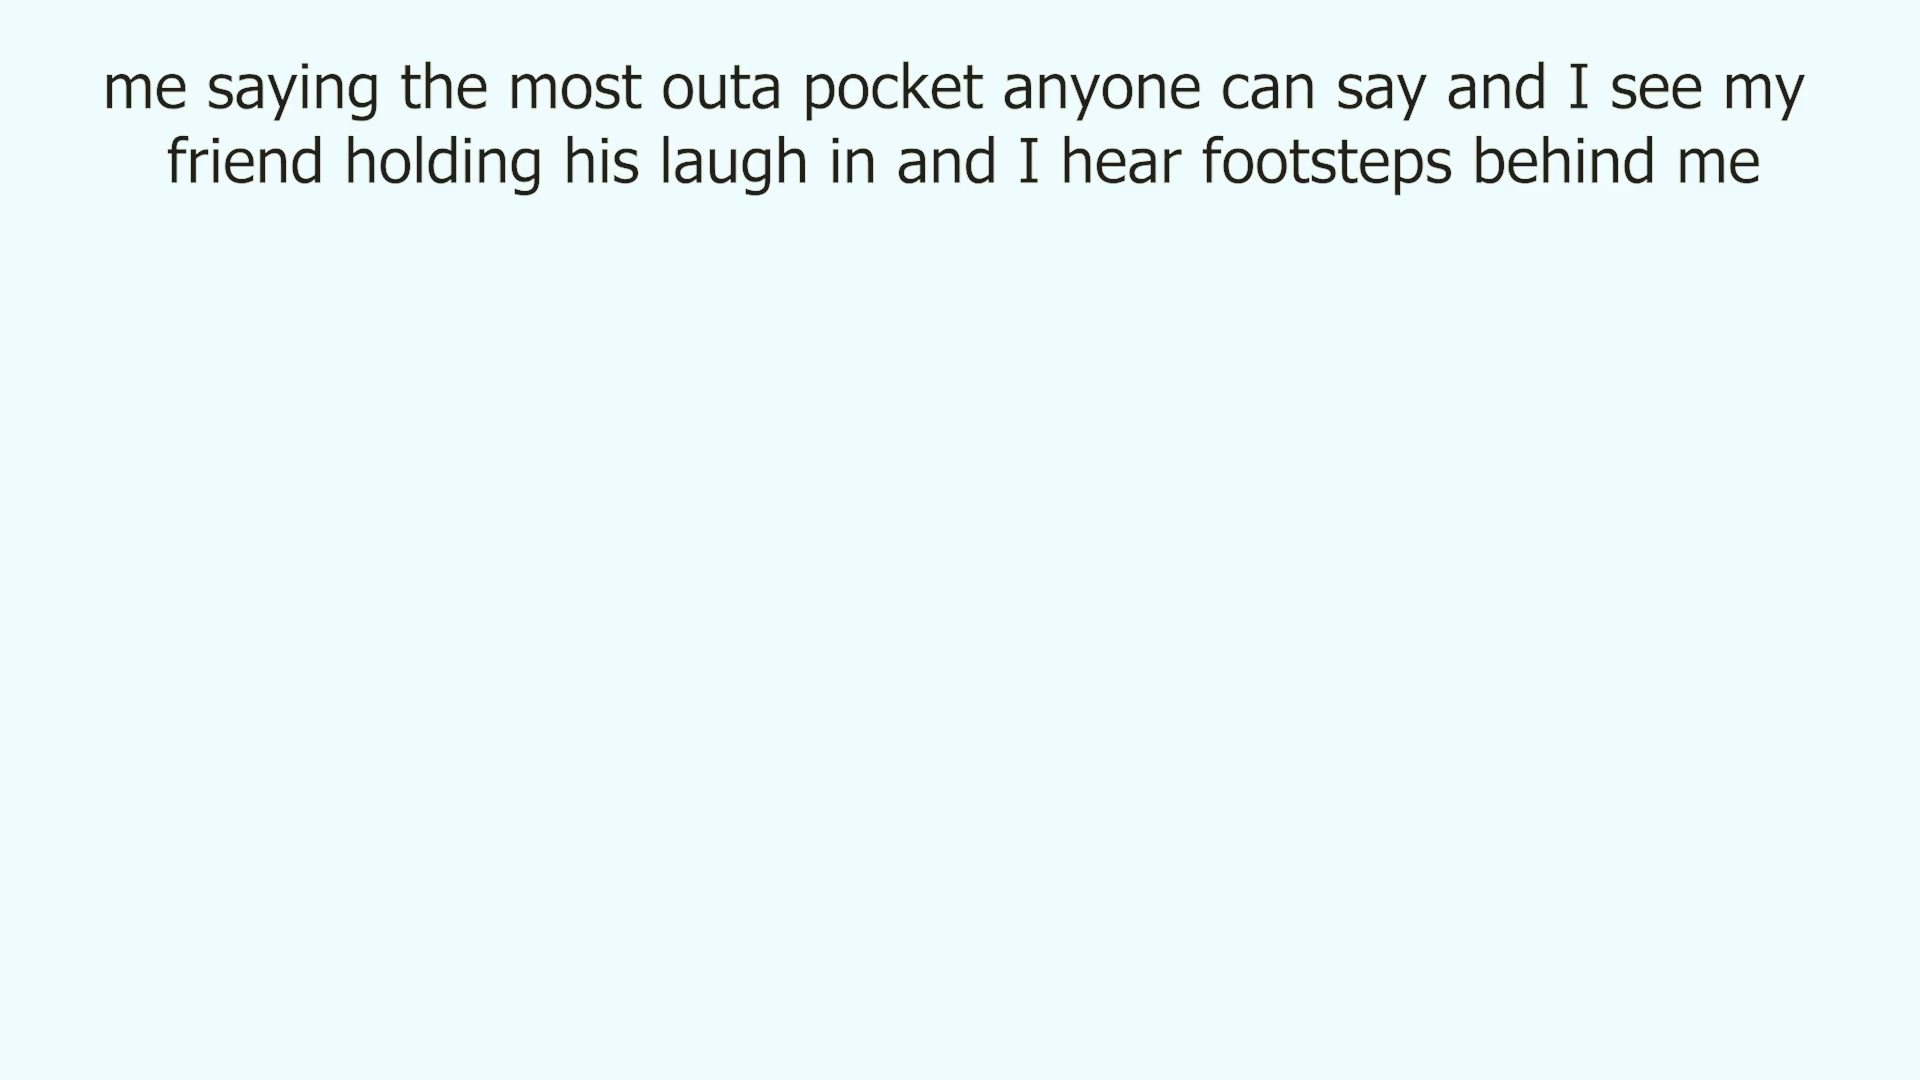 me saying the most outa pocket anyone can say and I see my
friend holding his laugh in and I hear footsteps behind me